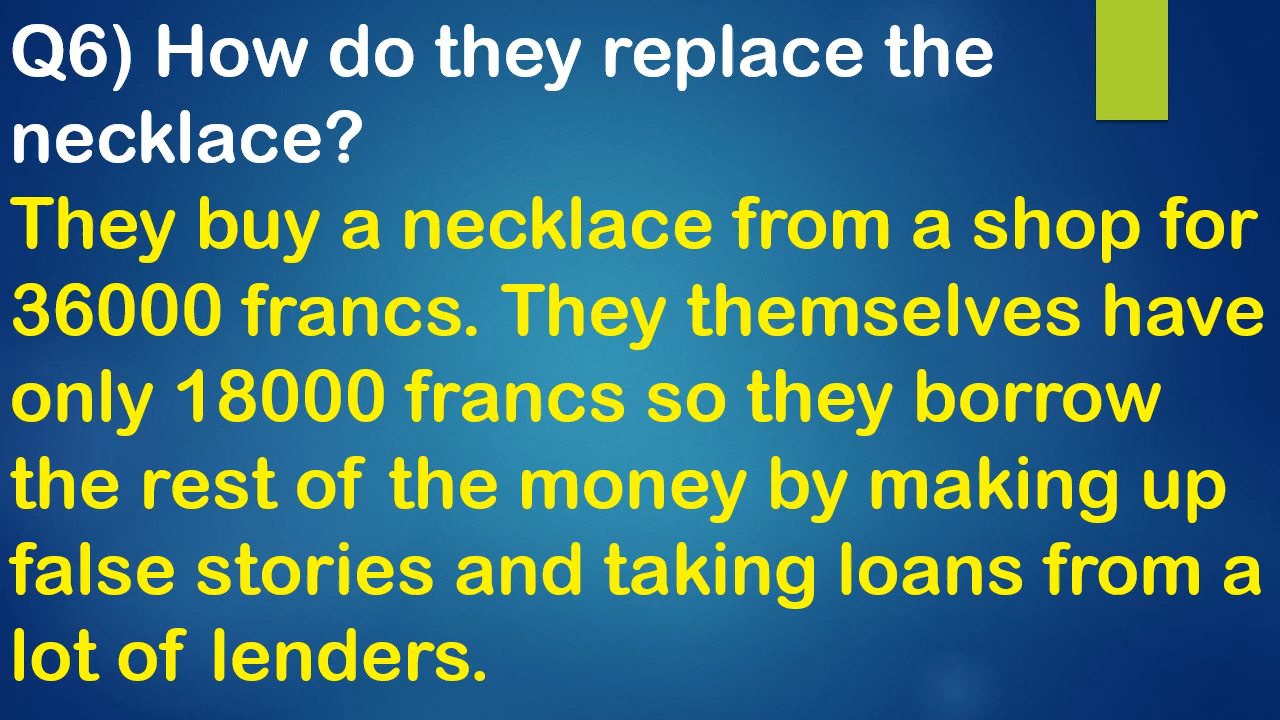 Q6) How do they replace the
necklace?
They buy a necklace from a shop for
36000 francs. They themselves have
only 18000 francs so they borrow
the rest of the money by making up
false stories and taking loans from a
lot of lenders.